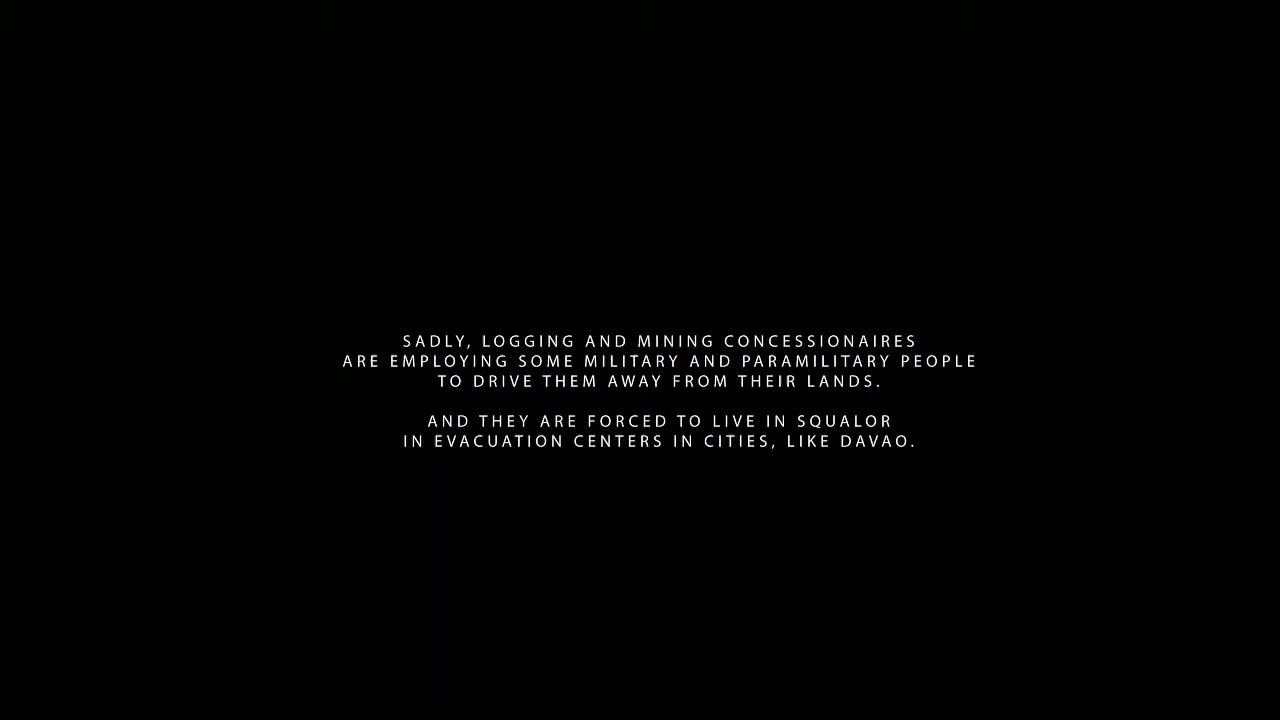 SADLY, LOGGING AND MINING CONCESSIONAIRES
ARE EMPLOYING SOME MILITARY AND PARAMILITARY PEOPLE
TO DRIVE THEM AWAY FROM THEIR LANDS.
AND THEY ARE FORCED TO LIVE IN SQUALOR
IN EVACUATION CENTERS IN CITIES, LIKE DAVAO.